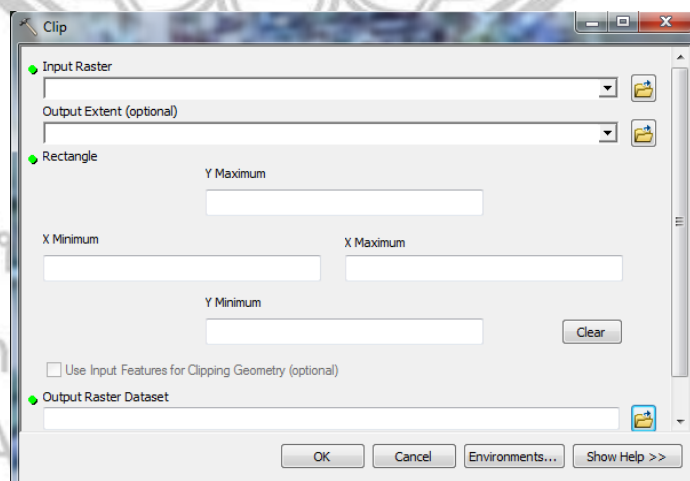 Clip
Input Raster
Output Extent (optional)
Rectangle
Y Maximum
X Minimum
X Maximum
Y Minimum
Clear
Use Input Features for Clipping Geometry (optional)
Output Raster Dataset
OK
Cancel
Environments...
Show Help >>